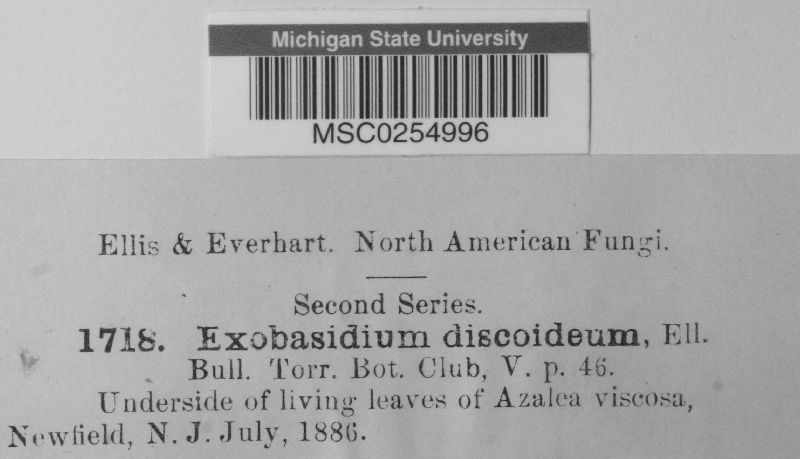 Michigan State University
MSC0254996
Ellis & Everhart. North American Fungi.
Second Series.
1718. Exobasidium discoideum, Ell.
Bull. Torr. Bot. Club, V. p. 46.
Underside of living leaves of Azalea viscosa,
Newfield, N. J. July, 1886.